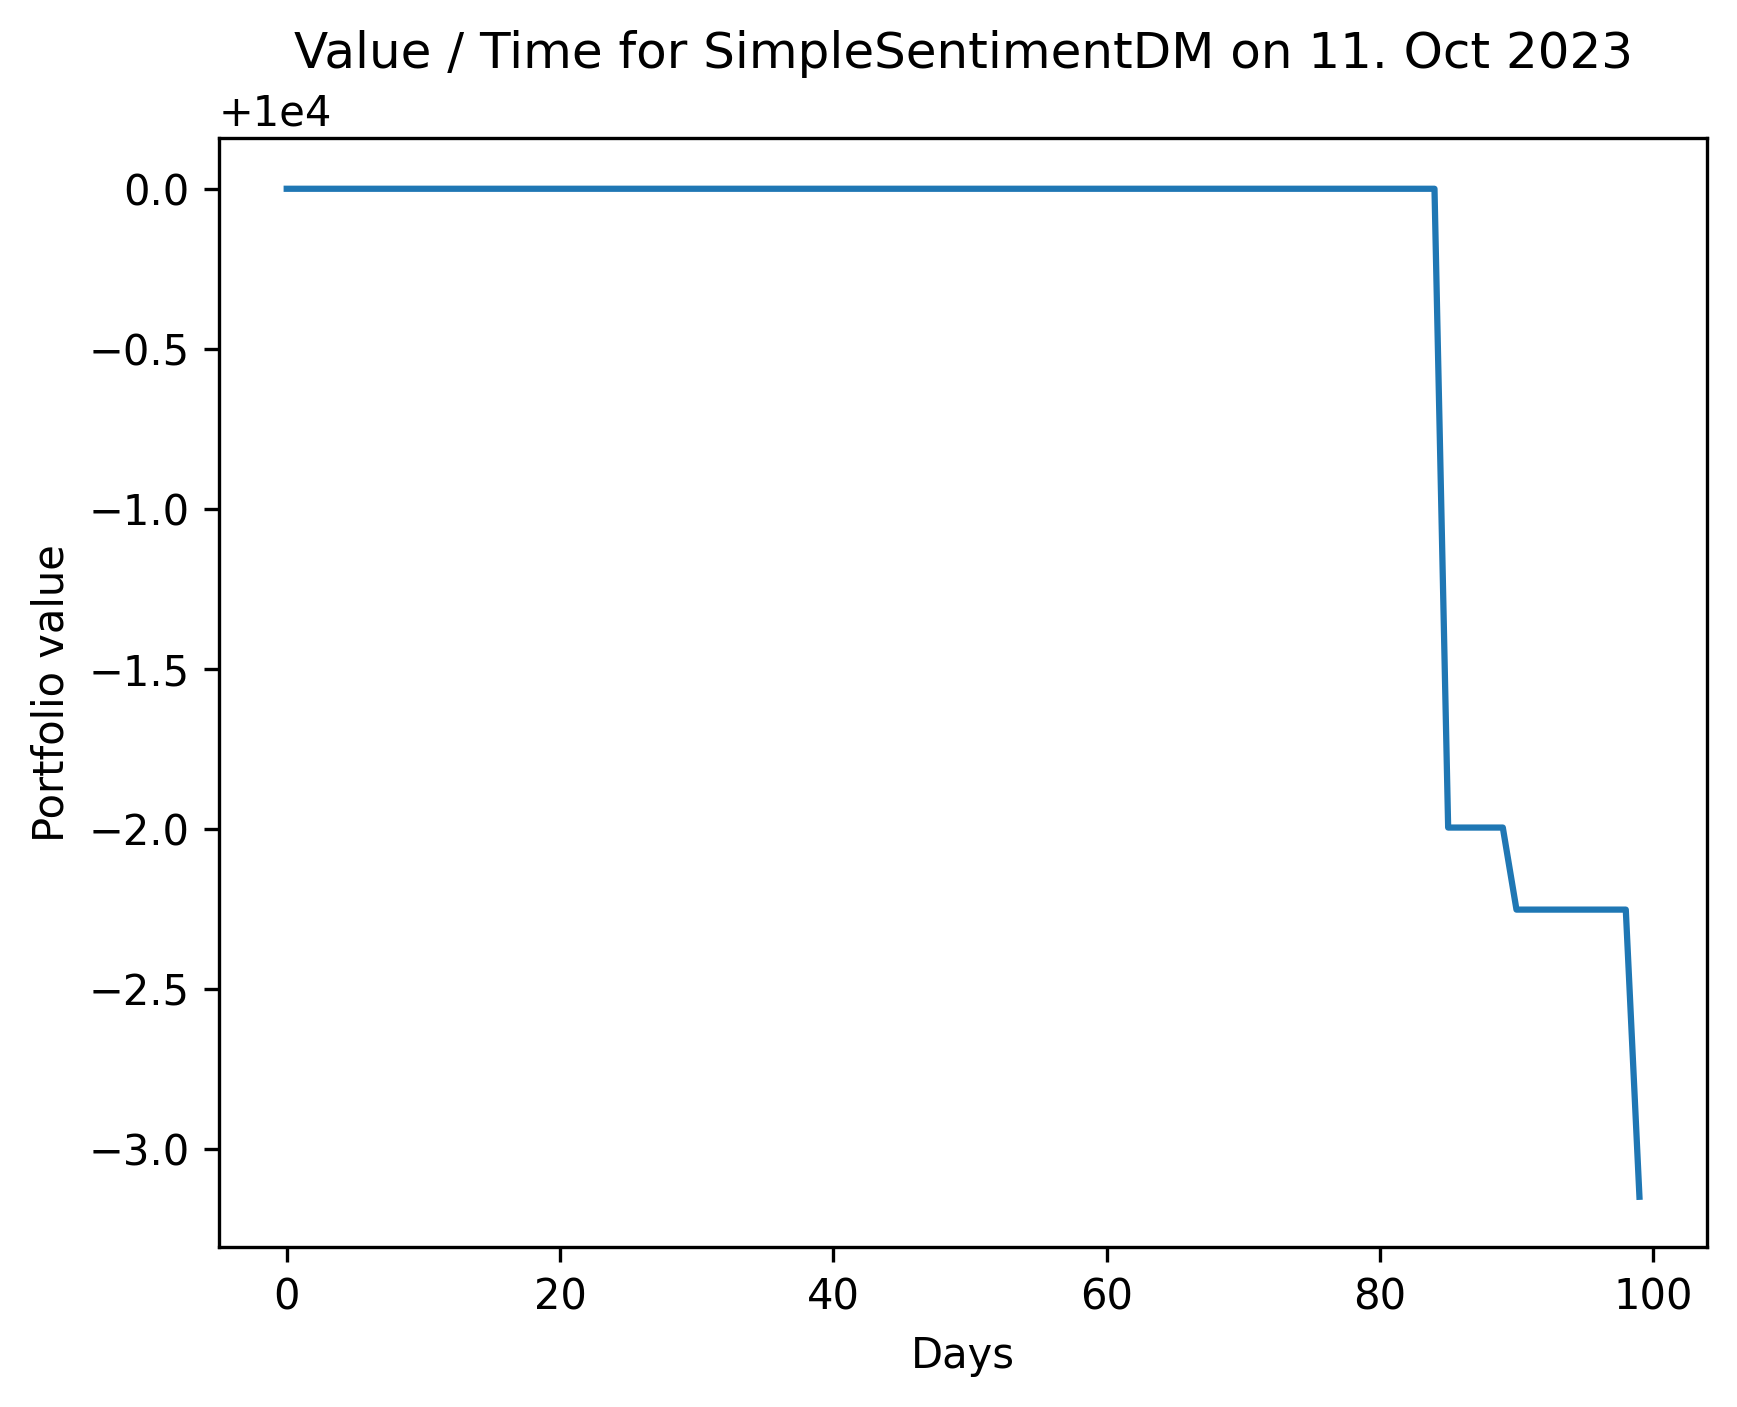 Value / Time for SimpleSentimentDM on 11. Oct 2023
+1e4
0.0
−0.5
−1.0
−1.5
−2.0
−2.5
−3.0
Portfolio value
0 20 40 60 80 100
Days